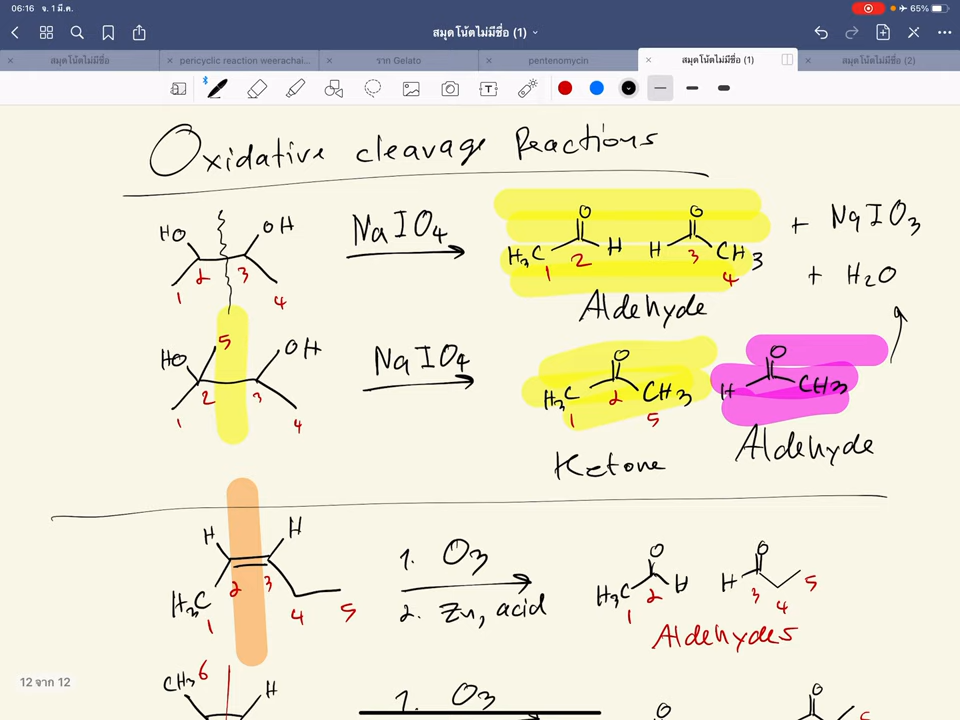 06:16 จ. 1 มี.ค.
65%
สมุดโน้ตไม่มีชื่อ (1)
สมุดโน้ตไม่มีชื่อ
pericyclic reaction weerachai...
ราก Gelato
pentenomycin
สมุดโน้ตไม่มีชื่อ (1)
สมุดโน้ตไม่มีชื่อ (2)
Oxidative cleavage Reactions
HO OH NaIO4 O O + NaIO3
H3C H H CH3
1 2 3 4 1 2 3 4 + H2O
Aldehyde
HO 5 OH NaIO4 O O
H3C CH3 H CH3
1 2 3 4 1 2 5
Ketone Aldehyde
H H 1. O3 O O
H3C 2 3 4 5 2. Zn, acid H3C H H
1 1 2 3 4 5
Aldehydes
CH3 6 H 1. O3 O O
12 จาก 12